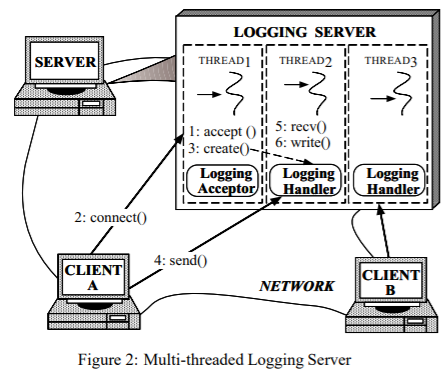 LOGGING SERVER
SERVER
THREAD1
THREAD2
THREAD3
1: accept ()
3: create()
5: recv()
6: write()
Logging
Acceptor
Logging
Handler
Logging
Handler
2: connect()
4: send()
CLIENT
A
NETWORK
CLIENT
B
Figure 2: Multi-threaded Logging Server